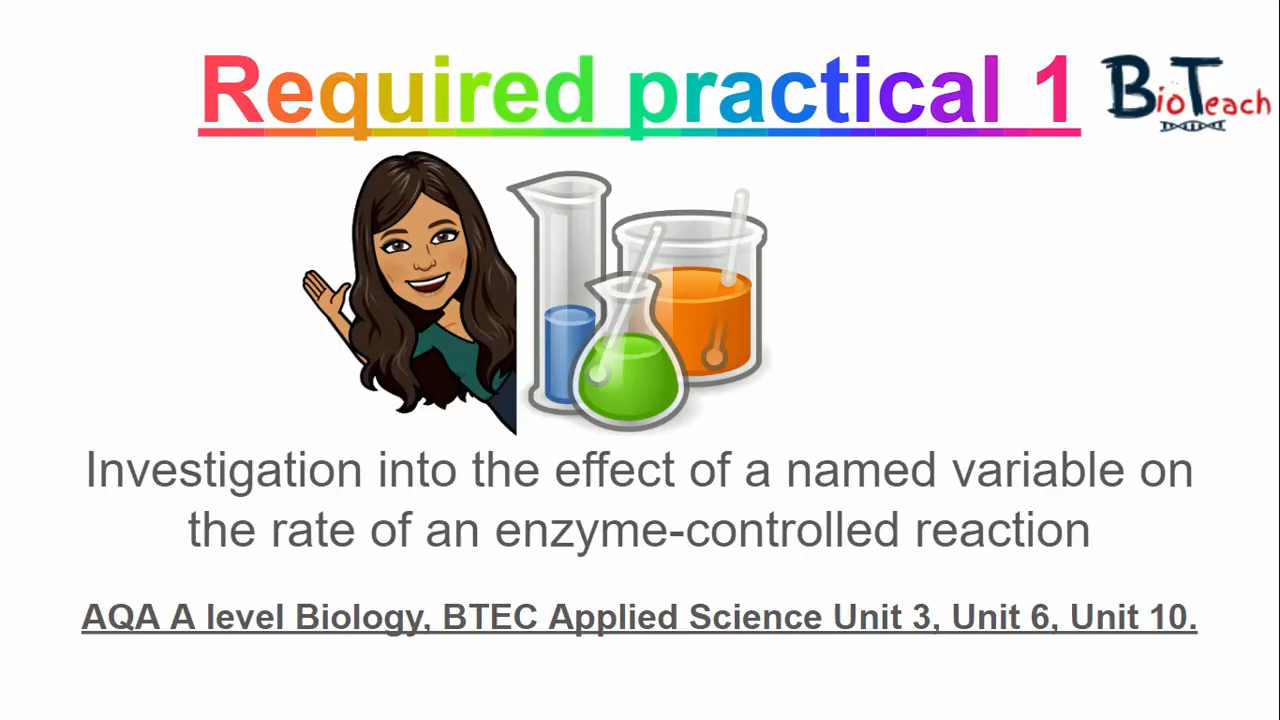 Required practical 1
BioTeach
Investigation into the effect of a named variable on
the rate of an enzyme-controlled reaction
AQA A level Biology, BTEC Applied Science Unit 3, Unit 6, Unit 10.